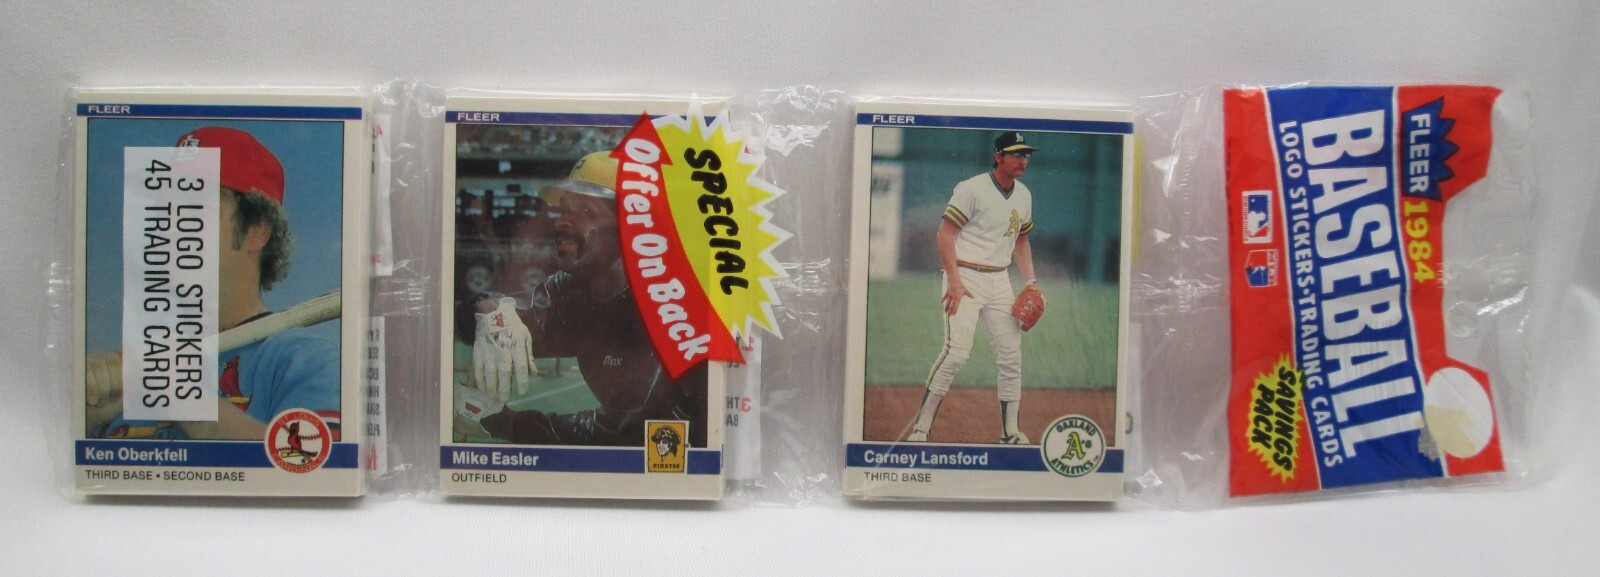 FLEER
3 LOGO STICKERS
45 TRADING CARDS
Ken Oberkfell
THIRD BASE • SECOND BASE
FLEER
SPECIAL
Offer On Back
Mike Easler
OUTFIELD
PIRATES
FLEER
Carney Lansford
THIRD BASE
OAKLAND
A's
ATHLETICS
FLEER 1984
BASEBALL
LOGO STICKERS•TRADING CARDS
SAVINGS
PACK